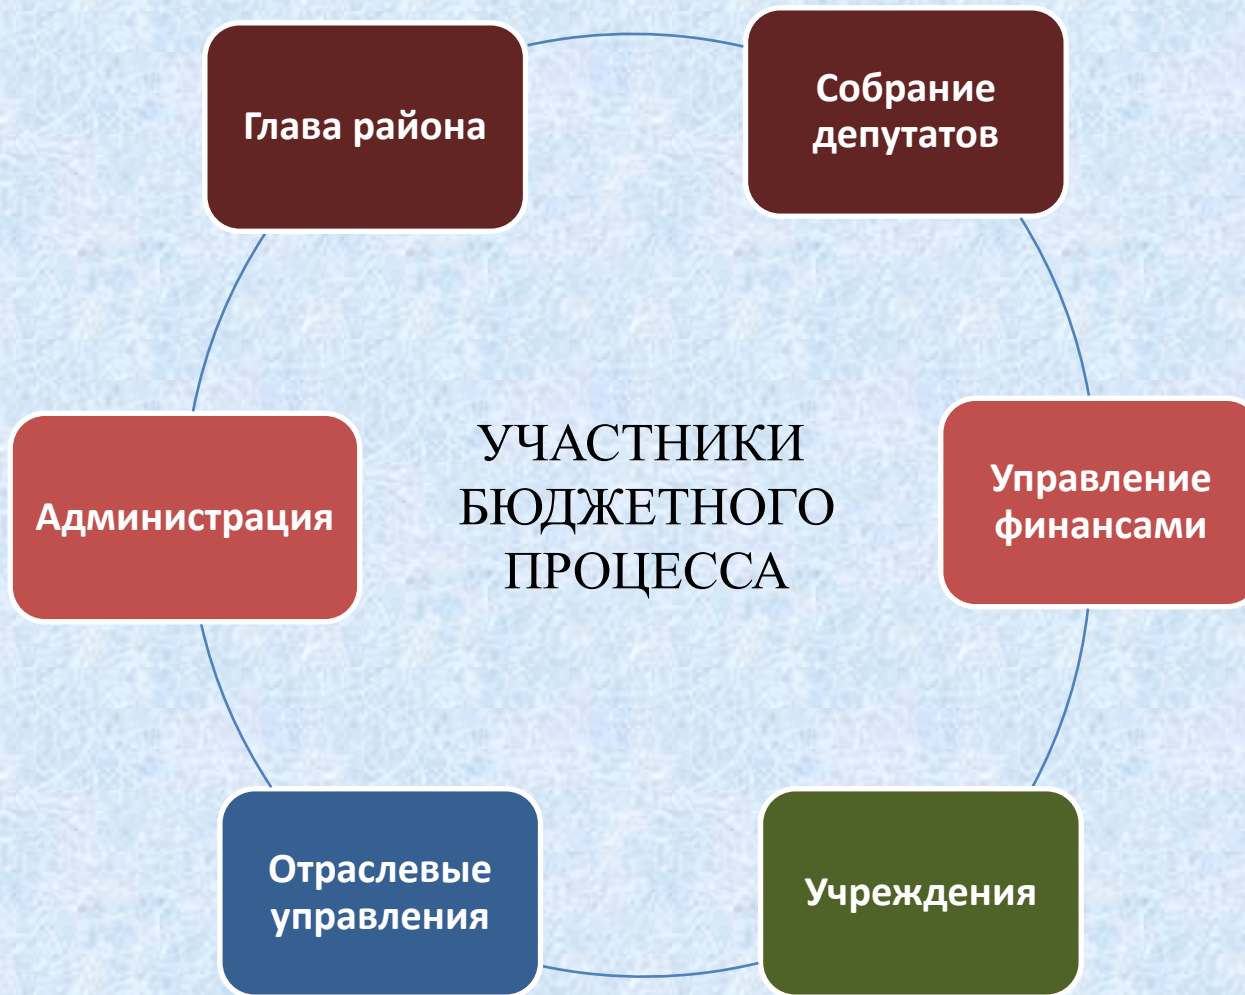 Глава района
Собрание
депутатов
Администрация
УЧАСТНИКИ
БЮДЖЕТНОГО
ПРОЦЕССА
Управление
финансами
Отраслевые
управления
Учреждения